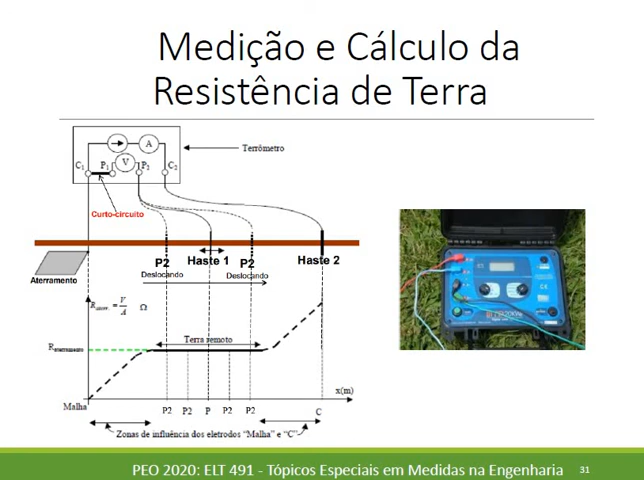 Medição e Cálculo da
Resistência de Terra
A
Terrômetro
C1 P1 V P2 C2
Curto-circuito
P2 Haste 1 P2 Haste 2
Deslocando Deslocando
Aterramento
= V/A Ω
Terra remoto
x(m)
Malha P2 P2 P P2 P2 C
Zonas de influência dos eletrodos "Malha" e "C"
PEO 2020: ELT 491 - Tópicos Especiais em Medidas na Engenharia 31